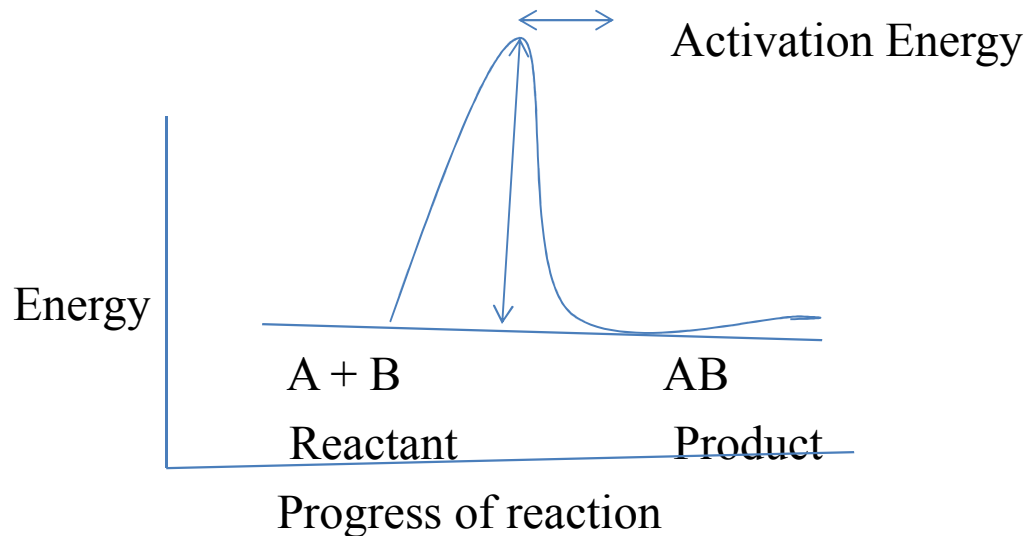 Activation Energy
Energy
A + B AB
Reactant Product
Progress of reaction